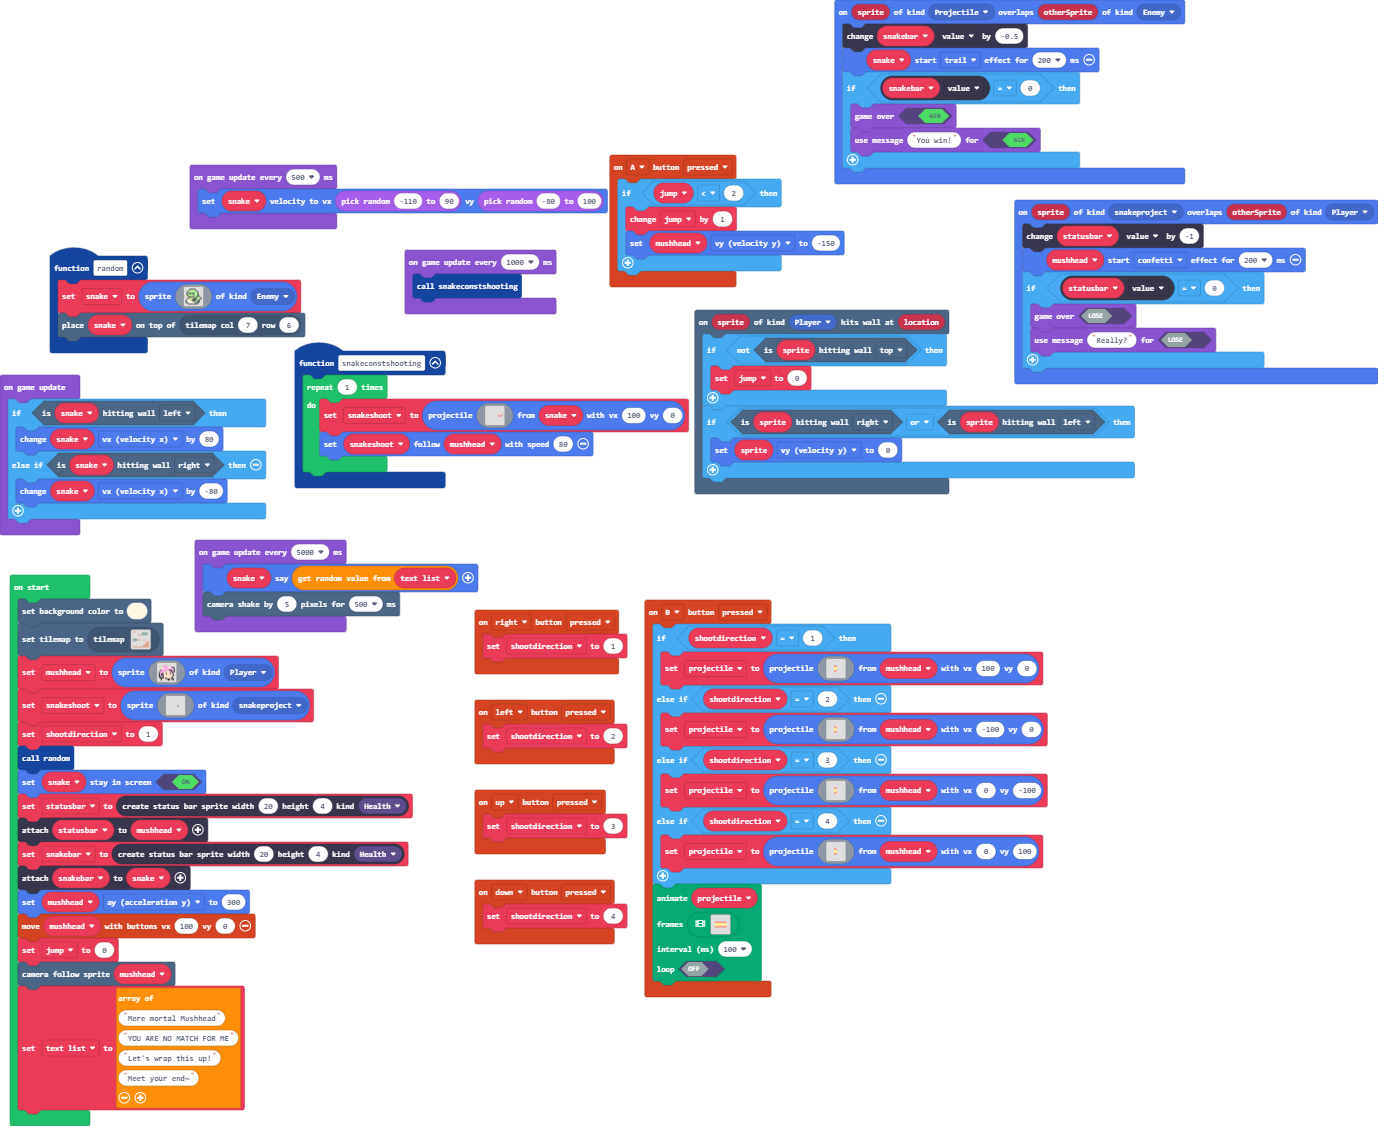 on sprite of kind Projectile overlaps otherSprite of kind Enemy
change snakebar value by -0.5
snake start trail effect for 200 ms
if snakebar value = 0 then
game over WIN
use message "You win!" for WIN
on game update every 500 ms
set snake velocity to vx pick random -110 to 90 vy pick random -80 to 100
on A button pressed
if jump < 2 then
change jump by 1
set mushhead vy (velocity y) to -150
on sprite of kind snakeproject overlaps otherSprite of kind Player
change statusbar value by -1
mushhead start confetti effect for 200 ms
if statusbar value = 0 then
game over LOSE
use message "Really?" for LOSE
function random
set snake to sprite of kind Enemy
place snake on top of tilemap col 7 row 6
on game update every 1000 ms
call snakeconstshooting
on sprite of kind Player hits wall at location
if not is sprite hitting wall top then
set jump to 0
if is sprite hitting wall right or is sprite hitting wall left then
set sprite vy (velocity y) to 0
function snakeconstshooting
repeat 1 times
do
set snakeshoot to projectile from snake with vx 100 vy 0
set snakeshoot follow mushhead with speed 80
on game update
if is snake hitting wall left then
change snake vx (velocity x) by 80
else if is snake hitting wall right then
change snake vx (velocity x) by -80
on game update every 5000 ms
snake say get random value from text list
camera shake by 5 pixels for 500 ms
on start
set background color to
set tilemap to tilemap
set mushhead to sprite of kind Player
set snakeshoot to sprite of kind snakeproject
set shootdirection to 1
call random
set snake stay in screen ON
set statusbar to create status bar sprite width 20 height 4 kind Health
attach statusbar to mushhead
set snakebar to create status bar sprite width 20 height 4 kind Health
attach snakebar to snake
set mushhead ay (acceleration y) to 300
move mushhead with buttons vx 100 vy 0
set jump to 0
camera follow sprite mushhead
set text list to array of
"Mere mortal Mushhead"
"YOU ARE NO MATCH FOR ME"
"Let's wrap this up!"
"Meet your end~"
on right button pressed
set shootdirection to 1
on left button pressed
set shootdirection to 2
on up button pressed
set shootdirection to 3
on down button pressed
set shootdirection to 4
on B button pressed
if shootdirection = 1 then
set projectile to projectile from mushhead with vx 100 vy 0
else if shootdirection = 2 then
set projectile to projectile from mushhead with vx -100 vy 0
else if shootdirection = 3 then
set projectile to projectile from mushhead with vx 0 vy -100
else if shootdirection = 4 then
set projectile to projectile from mushhead with vx 0 vy 100
animate projectile
frames
interval (ms) 100
loop OFF